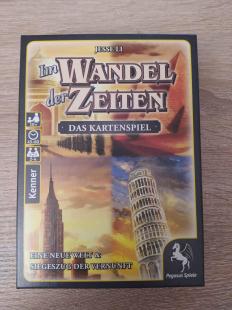 JESSE LI
Im WANDEL
der ZEITEN
DAS KARTENSPIEL
Kenner
EINE NEUE WELT &
SIEGESZUG DER VERNUNFT
Pegasus Spiele